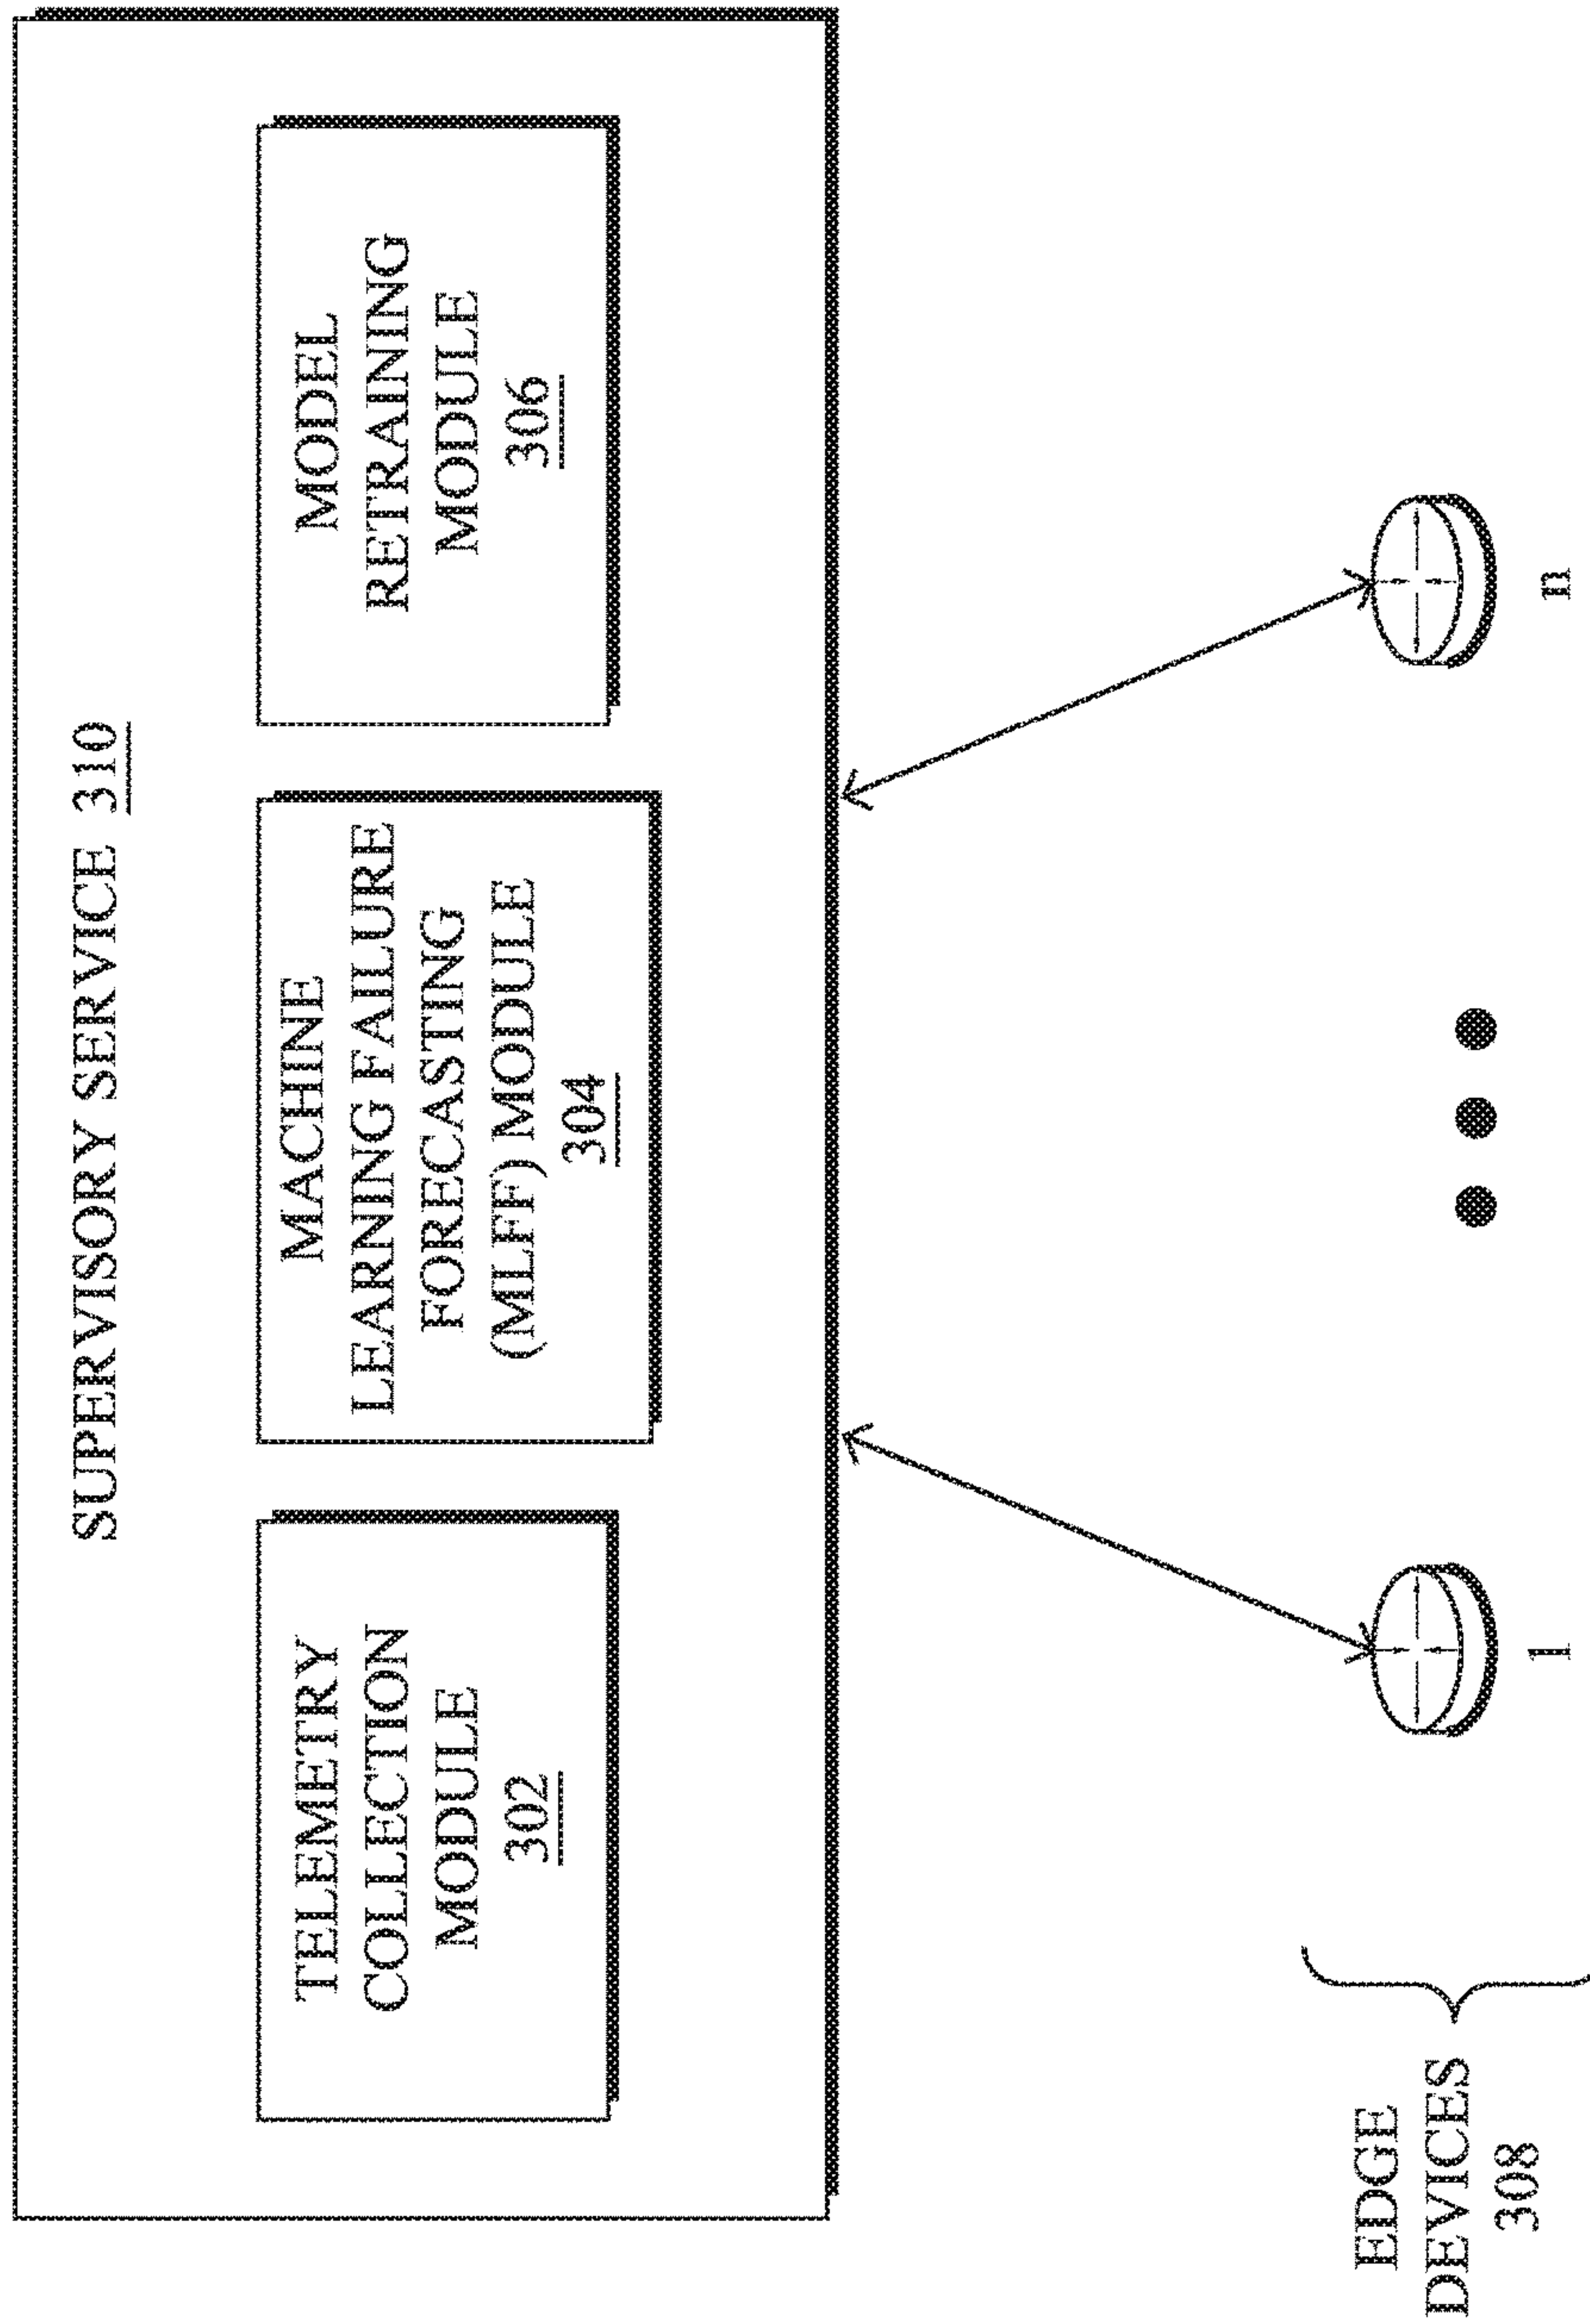 SUPERVISORY SERVICE 310
TELEMETRY
COLLECTION
MODULE
302
MACHINE
LEARNING FAILURE
FORECASTING
(MLFF) MODULE
304
MODEL
RETRAINING
MODULE
306
EDGE
DEVICES
308
1
n